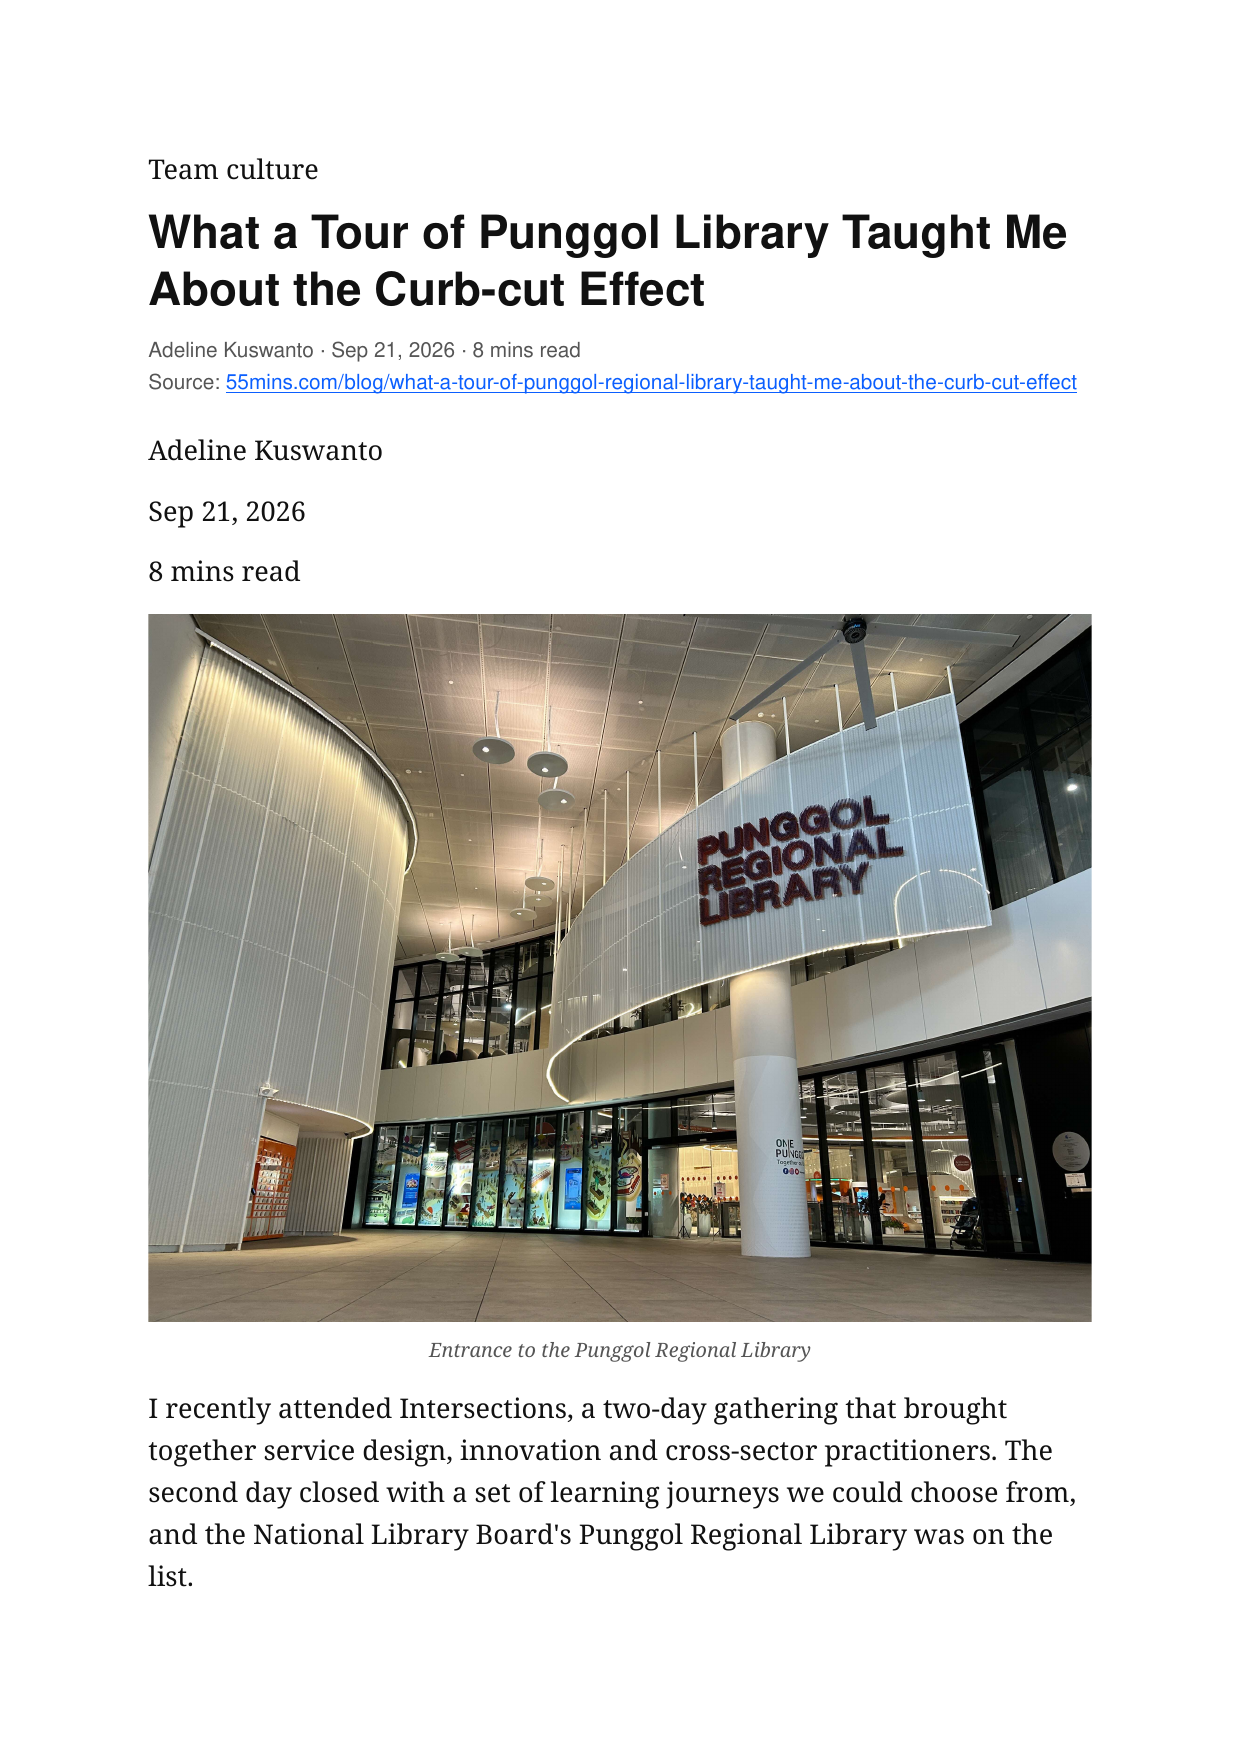 Team culture
What a Tour of Punggol Library Taught Me
About the Curb-cut Effect
Adeline Kuswanto · Sep 21, 2026 · 8 mins read
Source: 55mins.com/blog/what-a-tour-of-punggol-regional-library-taught-me-about-the-curb-cut-effect
Adeline Kuswanto
Sep 21, 2026
8 mins read
PUNGGOL
REGIONAL
LIBRARY
ONE
Entrance to the Punggol Regional Library
I recently attended Intersections, a two-day gathering that brought
together service design, innovation and cross-sector practitioners. The
second day closed with a set of learning journeys we could choose from,
and the National Library Board's Punggol Regional Library was on the
list.